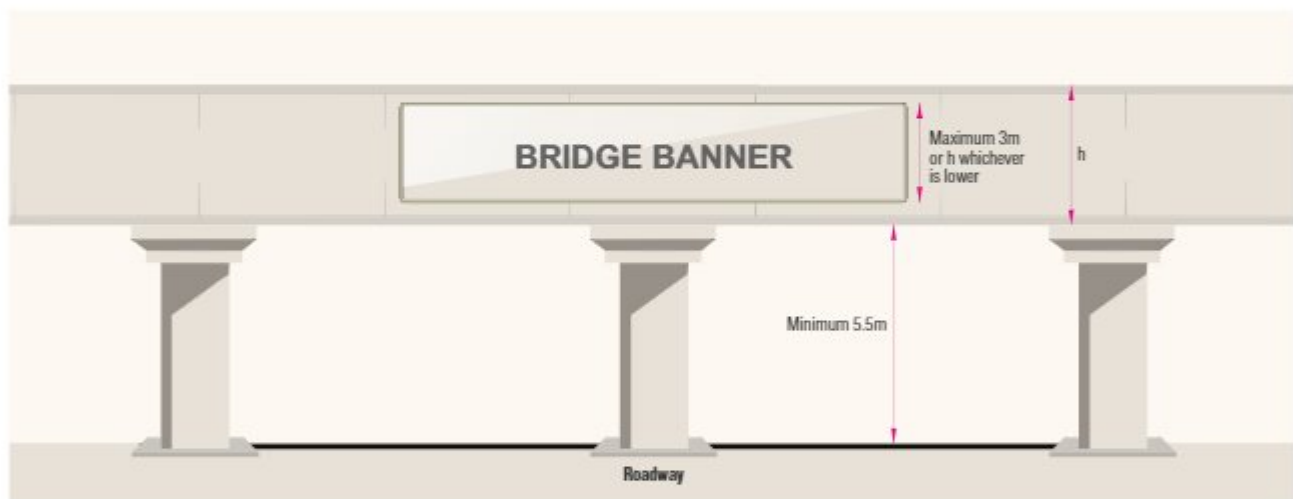 BRIDGE BANNER
Maximum 3m
or h whichever
is lower
h
Minimum 5.5m
Roadway